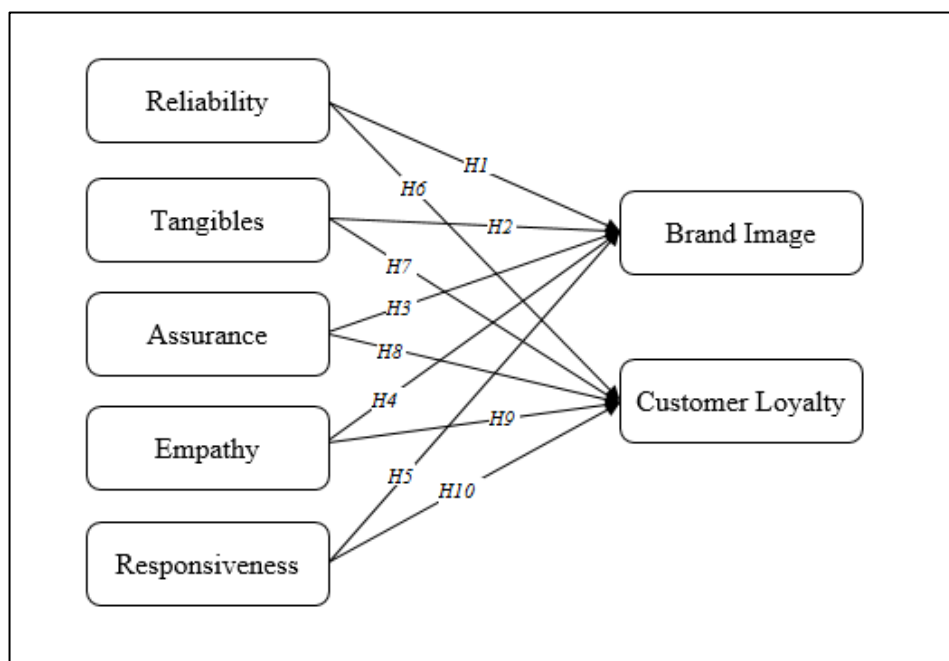 Reliability
H1
H6
Tangibles
H2
Brand Image
H7
H3
Assurance
H8
Customer Loyalty
H4
H9
Empathy
H5
H10
Responsiveness